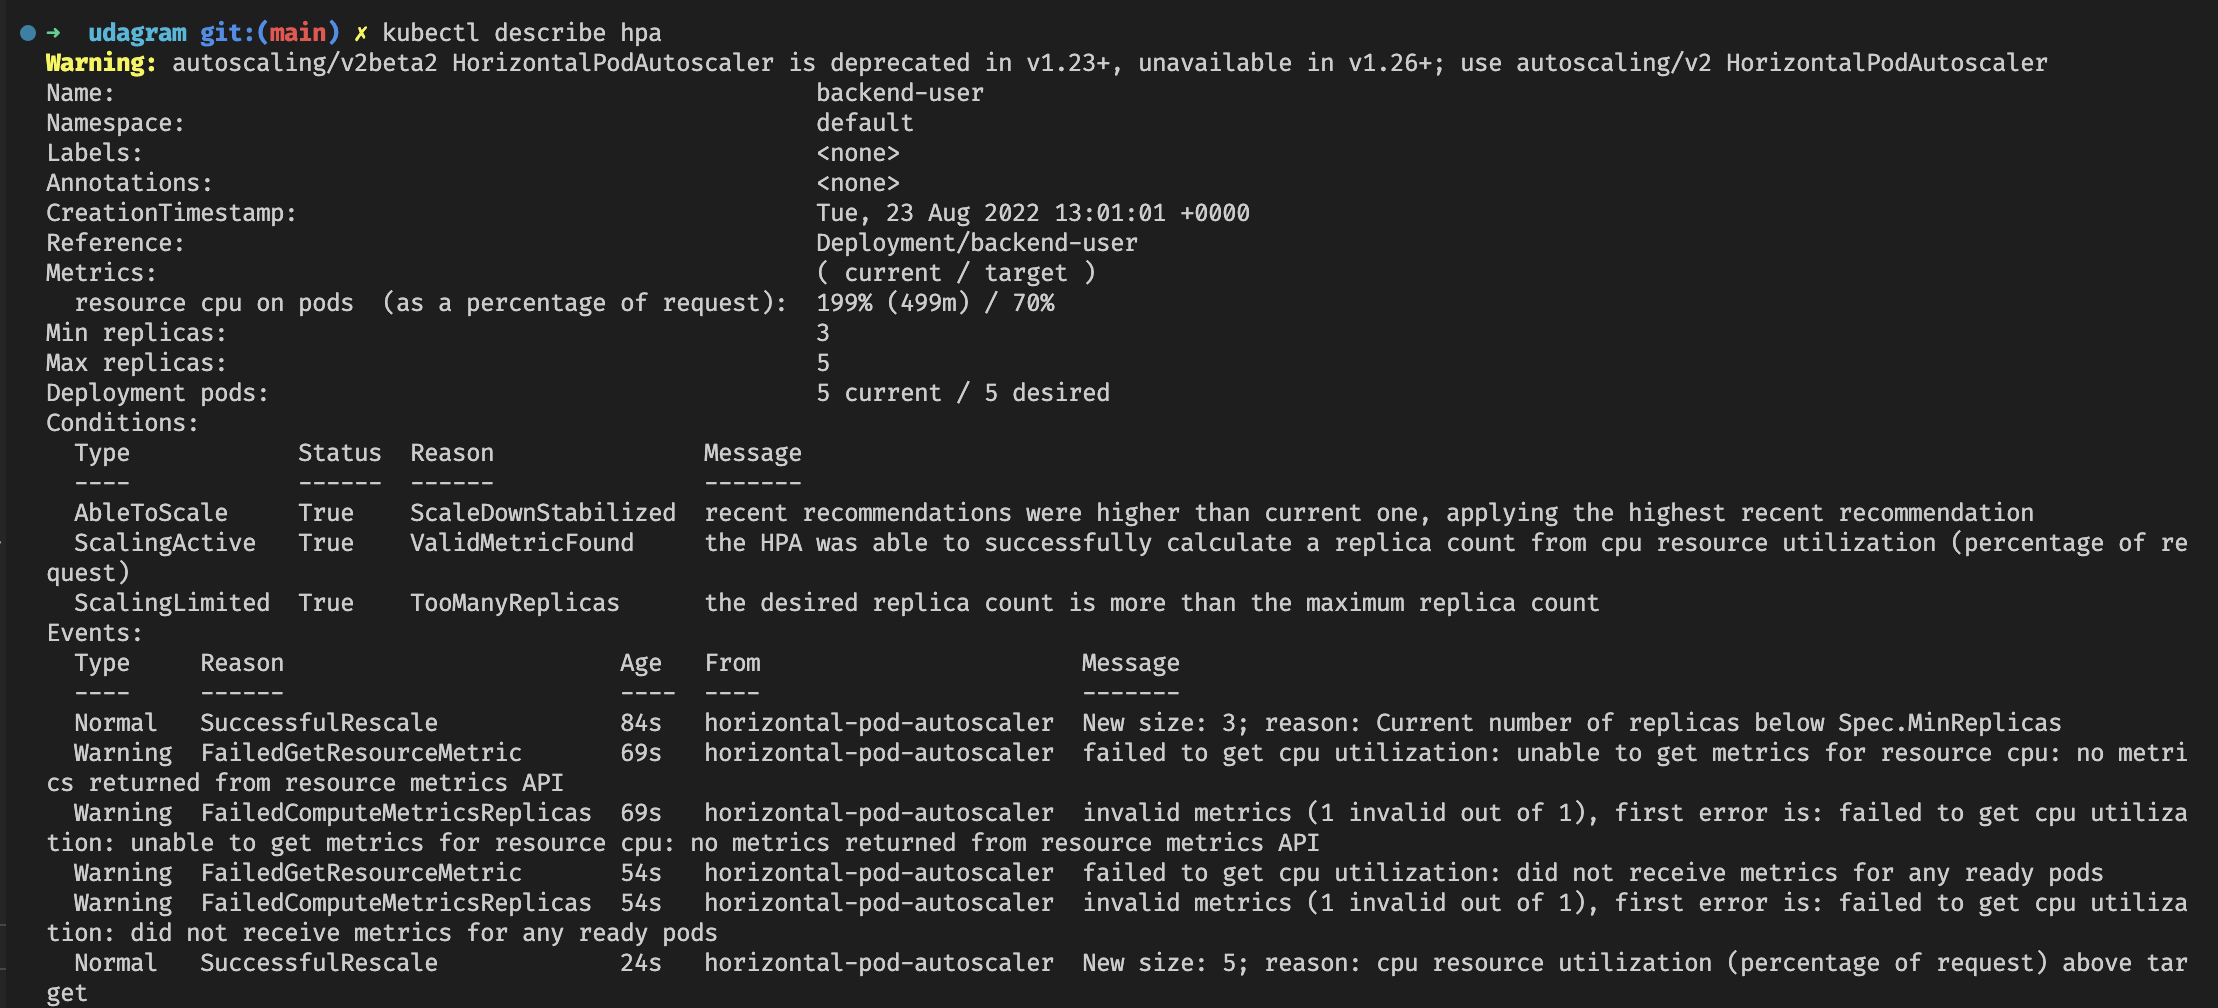 ➜  udagram git:(main) ✗ kubectl describe hpa
Warning: autoscaling/v2beta2 HorizontalPodAutoscaler is deprecated in v1.23+, unavailable in v1.26+; use autoscaling/v2 HorizontalPodAutoscaler
Name:                                                  backend-user
Namespace:                                             default
Labels:                                                <none>
Annotations:                                           <none>
CreationTimestamp:                                     Tue, 23 Aug 2022 13:01:01 +0000
Reference:                                             Deployment/backend-user
Metrics:                                               ( current / target )
  resource cpu on pods  (as a percentage of request):  199% (499m) / 70%
Min replicas:                                          3
Max replicas:                                          5
Deployment pods:                                       5 current / 5 desired
Conditions:
  Type            Status  Reason               Message
  ----            ------  ------               -------
  AbleToScale     True    ScaleDownStabilized  recent recommendations were higher than current one, applying the highest recent recommendation
  ScalingActive   True    ValidMetricFound     the HPA was able to successfully calculate a replica count from cpu resource utilization (percentage of re
quest)
  ScalingLimited  True    TooManyReplicas      the desired replica count is more than the maximum replica count
Events:
  Type     Reason                        Age   From                       Message
  ----     ------                        ----  ----                       -------
  Normal   SuccessfulRescale             84s   horizontal-pod-autoscaler  New size: 3; reason: Current number of replicas below Spec.MinReplicas
  Warning  FailedGetResourceMetric       69s   horizontal-pod-autoscaler  failed to get cpu utilization: unable to get metrics for resource cpu: no metri
cs returned from resource metrics API
  Warning  FailedComputeMetricsReplicas  69s   horizontal-pod-autoscaler  invalid metrics (1 invalid out of 1), first error is: failed to get cpu utiliza
tion: unable to get metrics for resource cpu: no metrics returned from resource metrics API
  Warning  FailedGetResourceMetric       54s   horizontal-pod-autoscaler  failed to get cpu utilization: did not receive metrics for any ready pods
  Warning  FailedComputeMetricsReplicas  54s   horizontal-pod-autoscaler  invalid metrics (1 invalid out of 1), first error is: failed to get cpu utiliza
tion: did not receive metrics for any ready pods
  Normal   SuccessfulRescale             24s   horizontal-pod-autoscaler  New size: 5; reason: cpu resource utilization (percentage of request) above tar
get